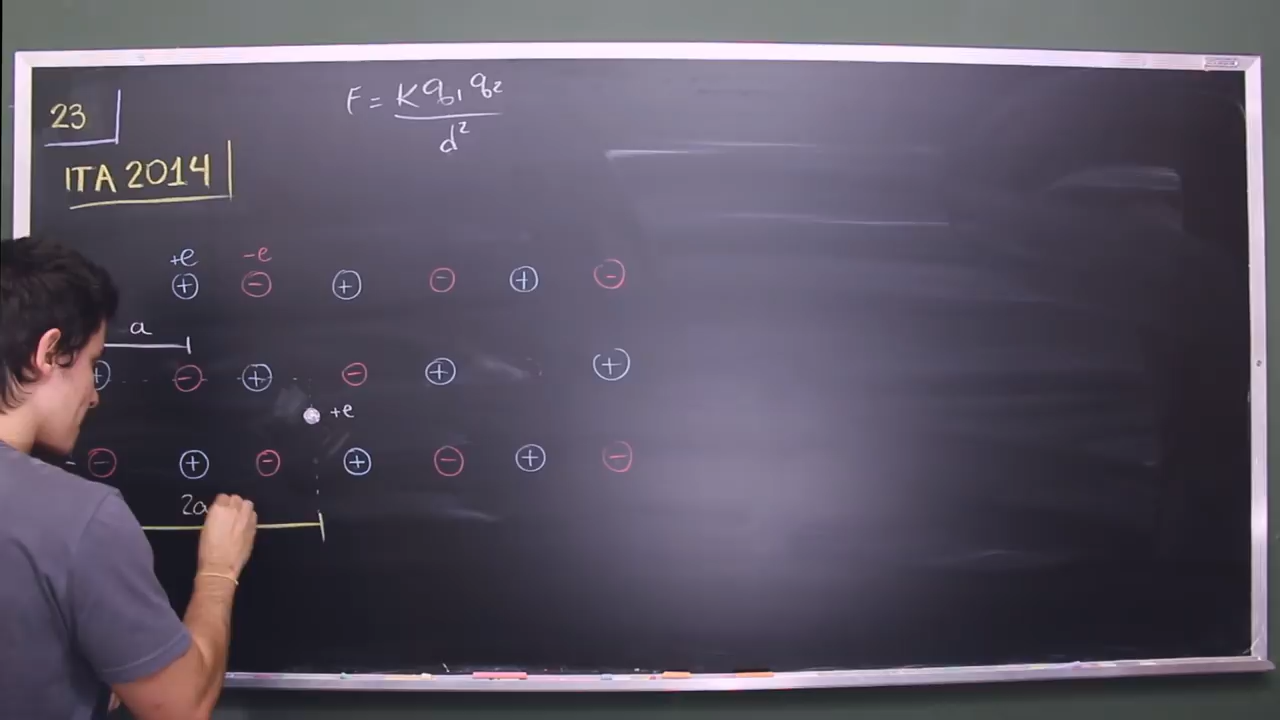 23
F = K q₁ q₂ / d²
ITA 2014
+e -e
+ - + - + -
a
+ - + - + +
+e
- + - + - + -
2a